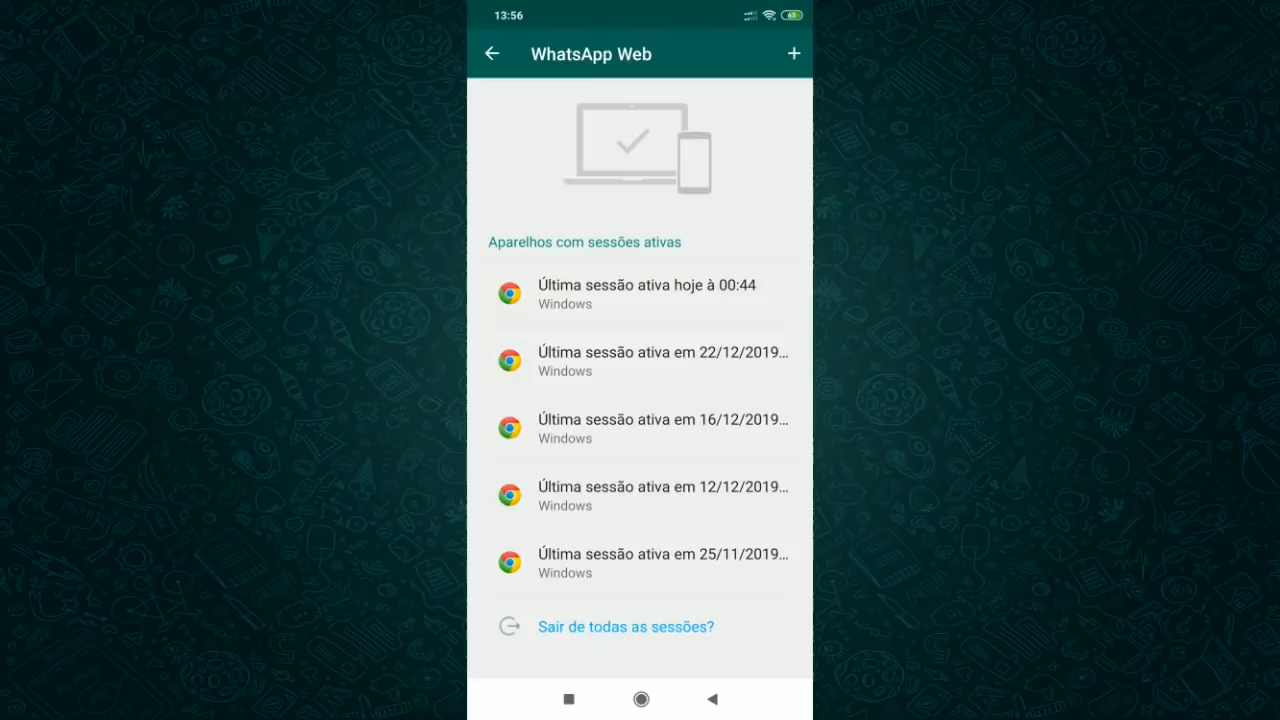 13:56
63
WhatsApp Web
Aparelhos com sessões ativas
Última sessão ativa hoje à 00:44
Windows
Última sessão ativa em 22/12/2019...
Windows
Última sessão ativa em 16/12/2019...
Windows
Última sessão ativa em 12/12/2019...
Windows
Última sessão ativa em 25/11/2019...
Windows
Sair de todas as sessões?